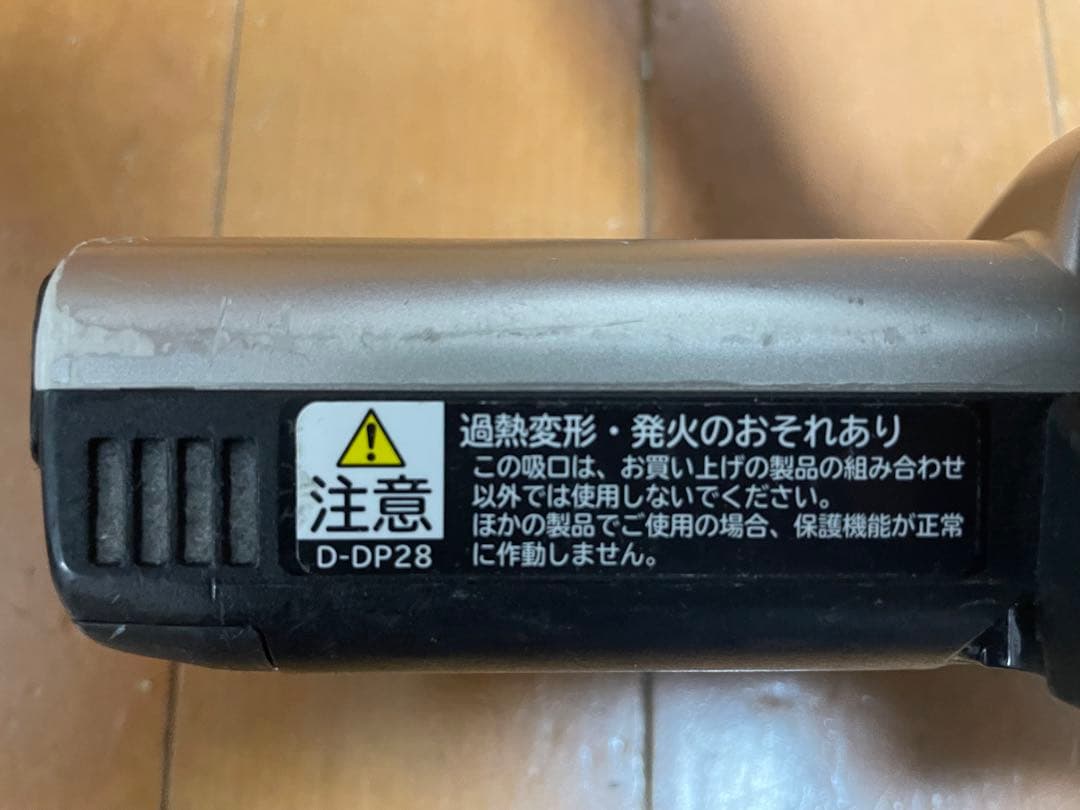 注意
D-DP28
過熱変形・発火のおそれあり
この吸口は、お買い上げの製品の組み合わせ
以外では使用しないでください。
ほかの製品でご使用の場合、保護機能が正常
に作動しません。